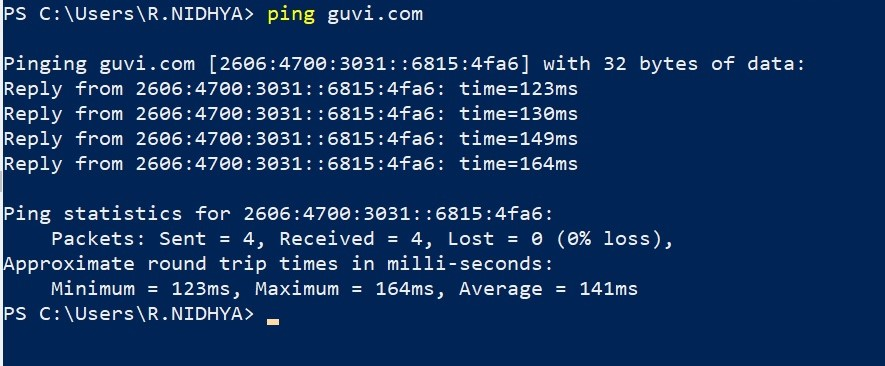 PS C:\Users\R.NIDHYA> ping guvi.com
Pinging guvi.com [2606:4700:3031::6815:4fa6] with 32 bytes of data:
Reply from 2606:4700:3031::6815:4fa6: time=123ms
Reply from 2606:4700:3031::6815:4fa6: time=130ms
Reply from 2606:4700:3031::6815:4fa6: time=149ms
Reply from 2606:4700:3031::6815:4fa6: time=164ms
Ping statistics for 2606:4700:3031::6815:4fa6:
    Packets: Sent = 4, Received = 4, Lost = 0 (0% loss),
Approximate round trip times in milli-seconds:
    Minimum = 123ms, Maximum = 164ms, Average = 141ms
PS C:\Users\R.NIDHYA>